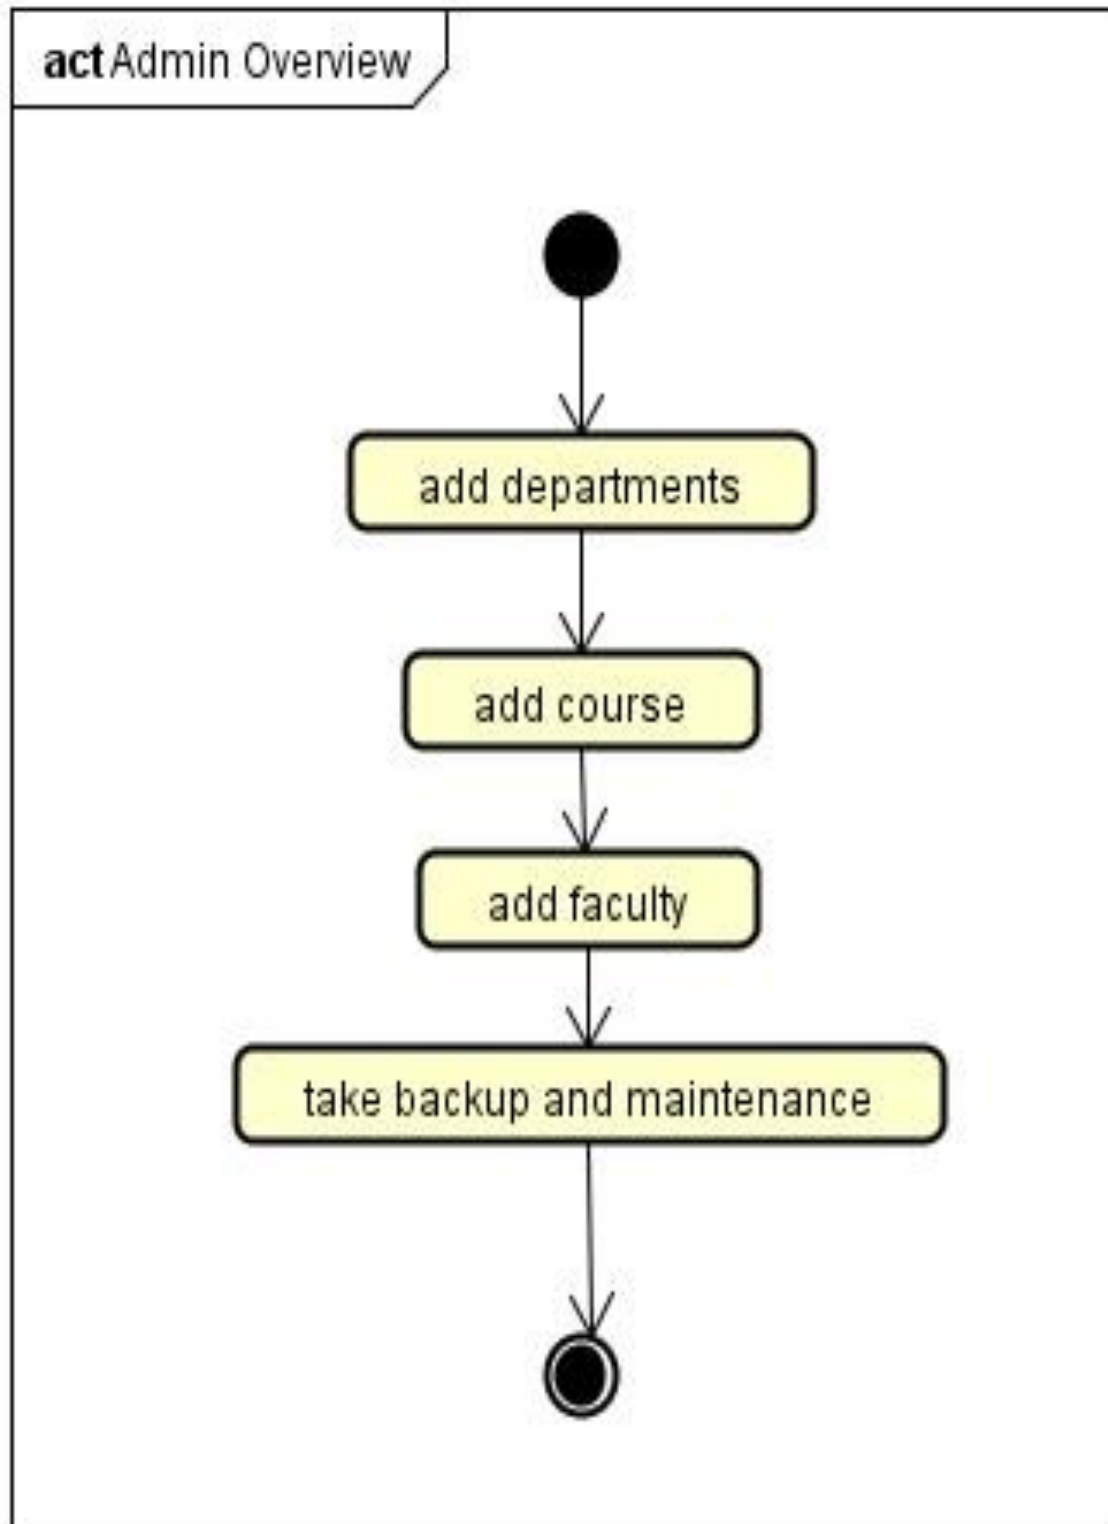 act Admin Overview
add departments
add course
add faculty
take backup and maintenance